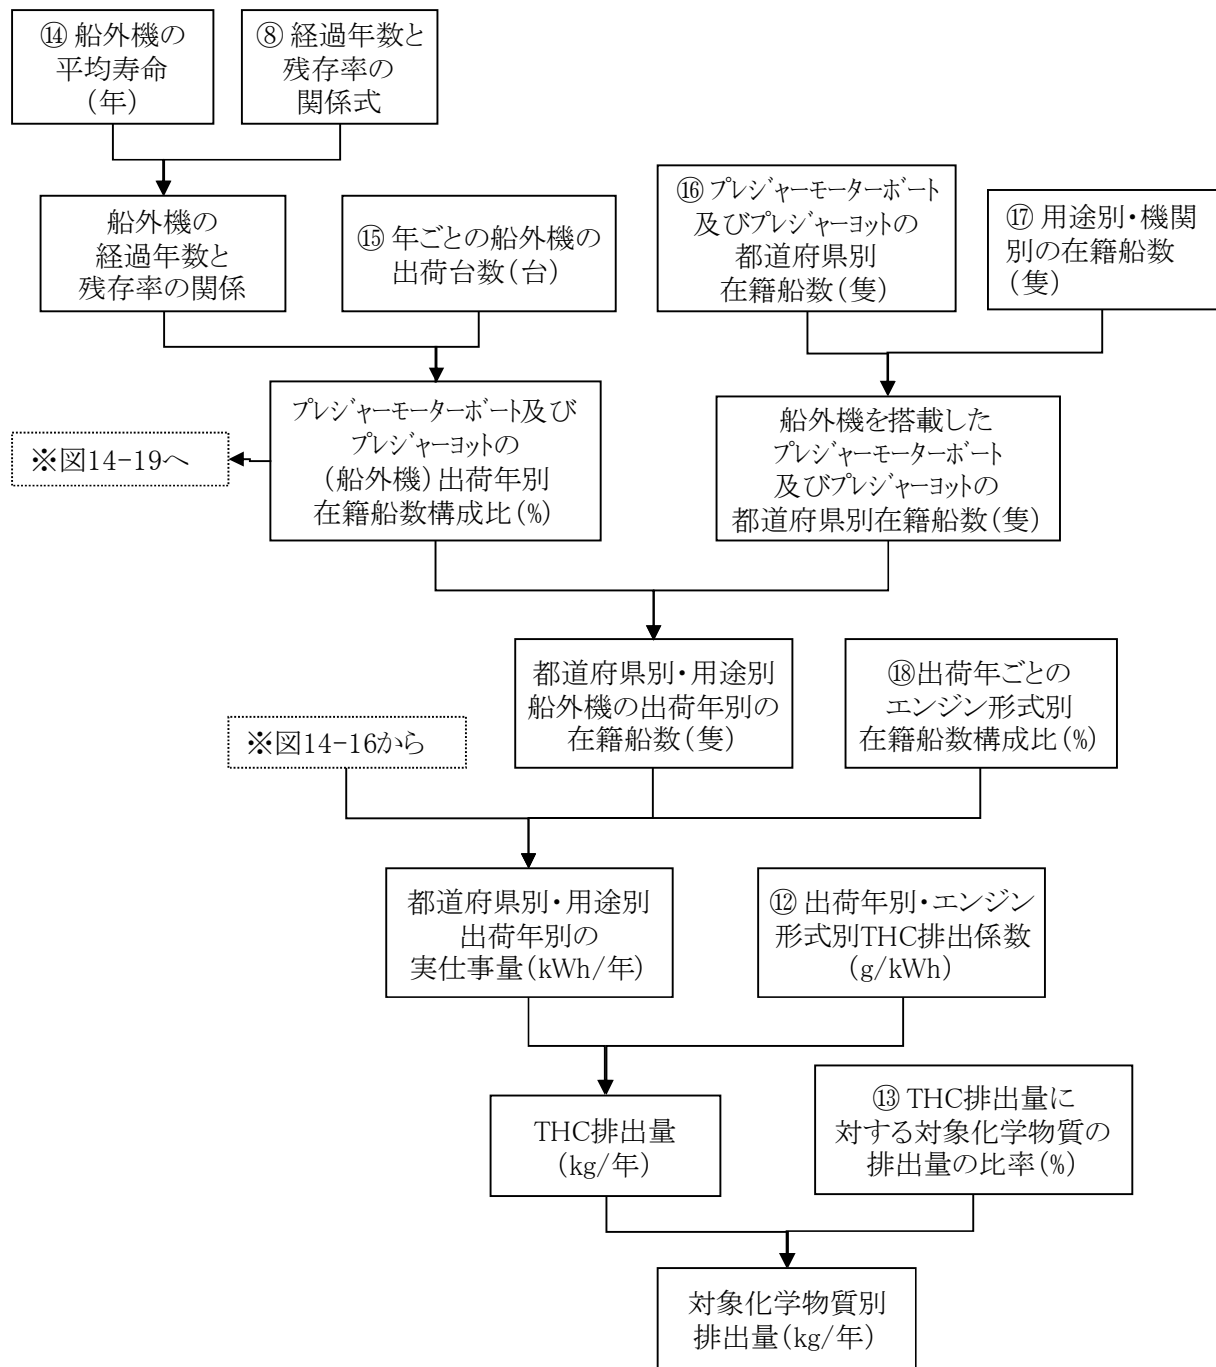 ⑭ 船外機の
平均寿命
(年)
⑧ 経過年数と
残存率の
関係式
船外機の
経過年数と
残存率の関係
⑮ 年ごとの船外機の
出荷台数(台)
⑯ プレジャーモーターボート
及びプレジャーヨットの
都道府県別
在籍船数(隻)
⑰ 用途別・機関
別の在籍船数
(隻)
※図14-19へ
プレジャーモーターボート及び
プレジャーヨットの
(船外機)出荷年別
在籍船数構成比(%)
船外機を搭載した
プレジャーモーターボート
及びプレジャーヨットの
都道府県別在籍船数(隻)
※図14-16から
都道府県別・用途別
船外機の出荷年別の
在籍船数(隻)
⑱出荷年ごとの
エンジン形式別
在籍船数構成比(%)
都道府県別・用途別
出荷年別の
実仕事量(kWh/年)
⑫ 出荷年別・エンジン
形式別THC排出係数
(g/kWh)
THC排出量
(kg/年)
⑬ THC排出量に
対する対象化学物質の
排出量の比率(%)
対象化学物質別
排出量(kg/年)